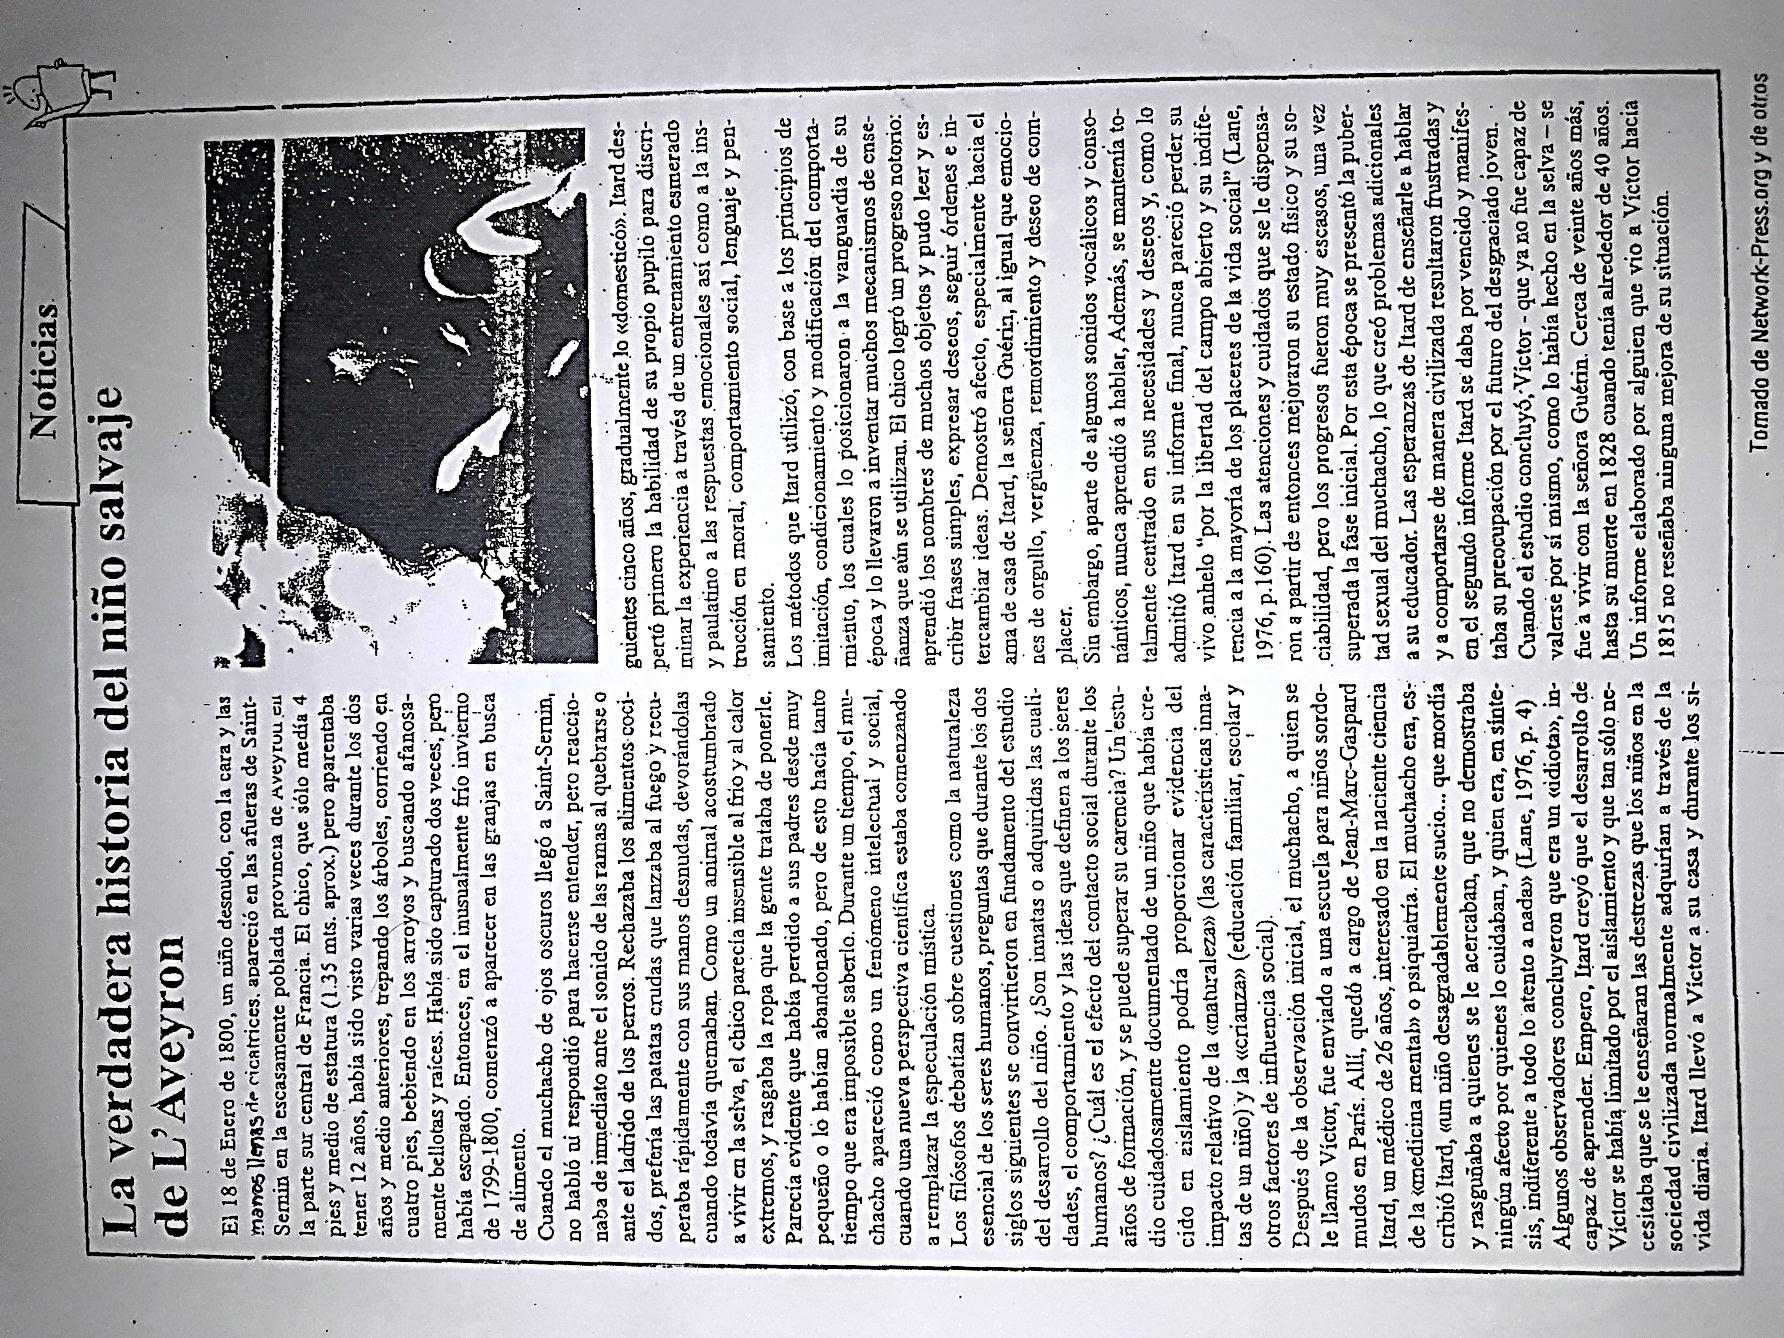 Noticias
La verdadera historia del niño salvaje
de L'Aveyron
El 18 de Enero de 1800, un niño desnudo, con la cara y las
manos llenas de cicatrices, apareció en las afueras de Saint-
Sernin en la escasamente poblada provincia de Aveyrou en
la parte sur central de Francia. El chico, que sólo medía 4
pies y medio de estatura (1.35 mts. aprox.) pero aparentaba
tener 12 años, había sido visto varias veces durante los dos
años y medio anteriores, trepando los árboles, corriendo en
cuatro pies, bebiendo en los arroyos y buscando afanosa-
mente bellotas y raíces. Había sido capturado dos veces, pero
había escapado. Entonces, en el inusualmente frío invierno
de 1799-1800, comenzó a aparecer en las granjas en busca
de alimento.
Cuando el muchacho de ojos oscuros llegó a Saint-Sernin,
no habló ni respondió para hacerse entender, pero reaccio-
naba de inmediato ante el sonido de las ramas al quebrarse o
ante el ladrido de los perros. Rechazaba los alimentos coci-
dos, prefería las patatas crudas que lanzaba al fuego y recu-
peraba rápidamente con sus manos desnudas, devorándolas
cuando todavía quemaban. Como un animal acostumbrado
a vivir en la selva, el chico parecía insensible al frío y al calor
extremos, y rasgaba la ropa que la gente trataba de ponerle.
Parecía evidente que había perdido a sus padres desde muy
pequeño o lo habían abandonado, pero de esto hacía tanto
tiempo que era imposible saberlo. Durante un tiempo, el mu-
chacho apareció como un fenómeno intelectual y social,
cuando una nueva perspectiva científica estaba comenzando
a remplazar la especulación mística.
Los filósofos debatían sobre cuestiones como la naturaleza
esencial de los seres humanos, preguntas que durante los dos
siglos siguientes se convirtieron en fundamento del estudio
del desarrollo del niño. ¿Son innatas o adquiridas las cuali-
dades, el comportamiento y las ideas que definen a los seres
humanos? ¿Cuál es el efecto del contacto social durante los
años de formación, y se puede superar su carencia? Un estu-
dio cuidadosamente documentado de un niño que había cre-
cido en aislamiento podría proporcionar evidencia del
impacto relativo de la «naturaleza» (las características inna-
tas de un niño) y la «crianza» (educación familiar, escolar y
otros factores de influencia social).
Después de la observación inicial, el muchacho, a quien se
le llamo Víctor, fue enviado a una escuela para niños sordo-
mudos en París. Allí, quedó a cargo de Jean-Marc-Gaspard
Itard, un médico de 26 años, interesado en la naciente ciencia
de la «medicina mental» o psiquiatría. El muchacho era, es-
cribió Itard, «un niño desagradablemente sucio... que mordía
y rasguñaba a quienes se le acercaban, que no demostraba
ningún afecto por quienes lo cuidaban, y quien era, en sínte-
sis, indiferente a todo lo atento a nada» (Lane, 1976, p. 4)
Algunos observadores concluyeron que era un «idiota», in-
capaz de aprender. Empero, Itard creyó que el desarrollo de
Víctor se había limitado por el aislamiento y que tan sólo ne-
cesitaba que se le enseñaran las destrezas que los niños en la
sociedad civilizada normalmente adquirían a través de la
vida diaria. Itard llevó a Víctor a su casa y durante los si-
guientes cinco años, gradualmente lo «domesticó». Itard des-
pertó primero la habilidad de su propio pupilo para discri-
minar la experiencia a través de un entrenamiento esmerado
y paulatino a las respuestas emocionales así como a la ins-
trucción en moral, comportamiento social, lenguaje y pen-
samiento.
Los métodos que Itard utilizó, con base a los principios de
imitación, condicionamiento y modificación del comporta-
miento, los cuales lo posicionaron a la vanguardia de su
época y lo llevaron a inventar muchos mecanismos de ense-
ñanza que aún se utilizan. El chico logró un progreso notorio:
aprendió los nombres de muchos objetos y pudo leer y es-
cribir frases simples, expresar deseos, seguir órdenes e in-
tercambiar ideas. Demostró afecto, especialmente hacia el
ama de casa de Itard, la señora Guérin, al igual que emocio-
nes de orgullo, vergüenza, remordimiento y deseo de com-
placer.
Sin embargo, aparte de algunos sonidos vocálicos y conso-
nánticos, nunca aprendió a hablar, Además, se mantenía to-
talmente centrado en sus necesidades y deseos y, como lo
admitió Itard en su informe final, nunca pareció perder su
vivo anhelo "por la libertad del campo abierto y su indife-
rencia a la mayoría de los placeres de la vida social" (Lane,
1976, p.160). Las atenciones y cuidados que se le dispensa-
ron a partir de entonces mejoraron su estado físico y su so-
ciabilidad, pero los progresos fueron muy escasos, una vez
superada la fase inicial. Por esta época se presentó la puber-
tad sexual del muchacho, lo que creó problemas adicionales
a su educador. Las esperanzas de Itard de enseñarle a hablar
y a comportarse de manera civilizada resultaron frustradas y
en el segundo informe Itard se daba por vencido y manifes-
taba su preocupación por el futuro del desgraciado joven.
Cuando el estudio concluyó, Víctor - que ya no fue capaz de
valerse por sí mismo, como lo había hecho en la selva – se
fue a vivir con la señora Guérin. Cerca de veinte años más,
hasta su muerte en 1828 cuando tenía alrededor de 40 años.
Un informe elaborado por alguien que vio a Víctor hacia
1815 no reseñaba ninguna mejora de su situación.
Tomado de Network-Press.org y de otros